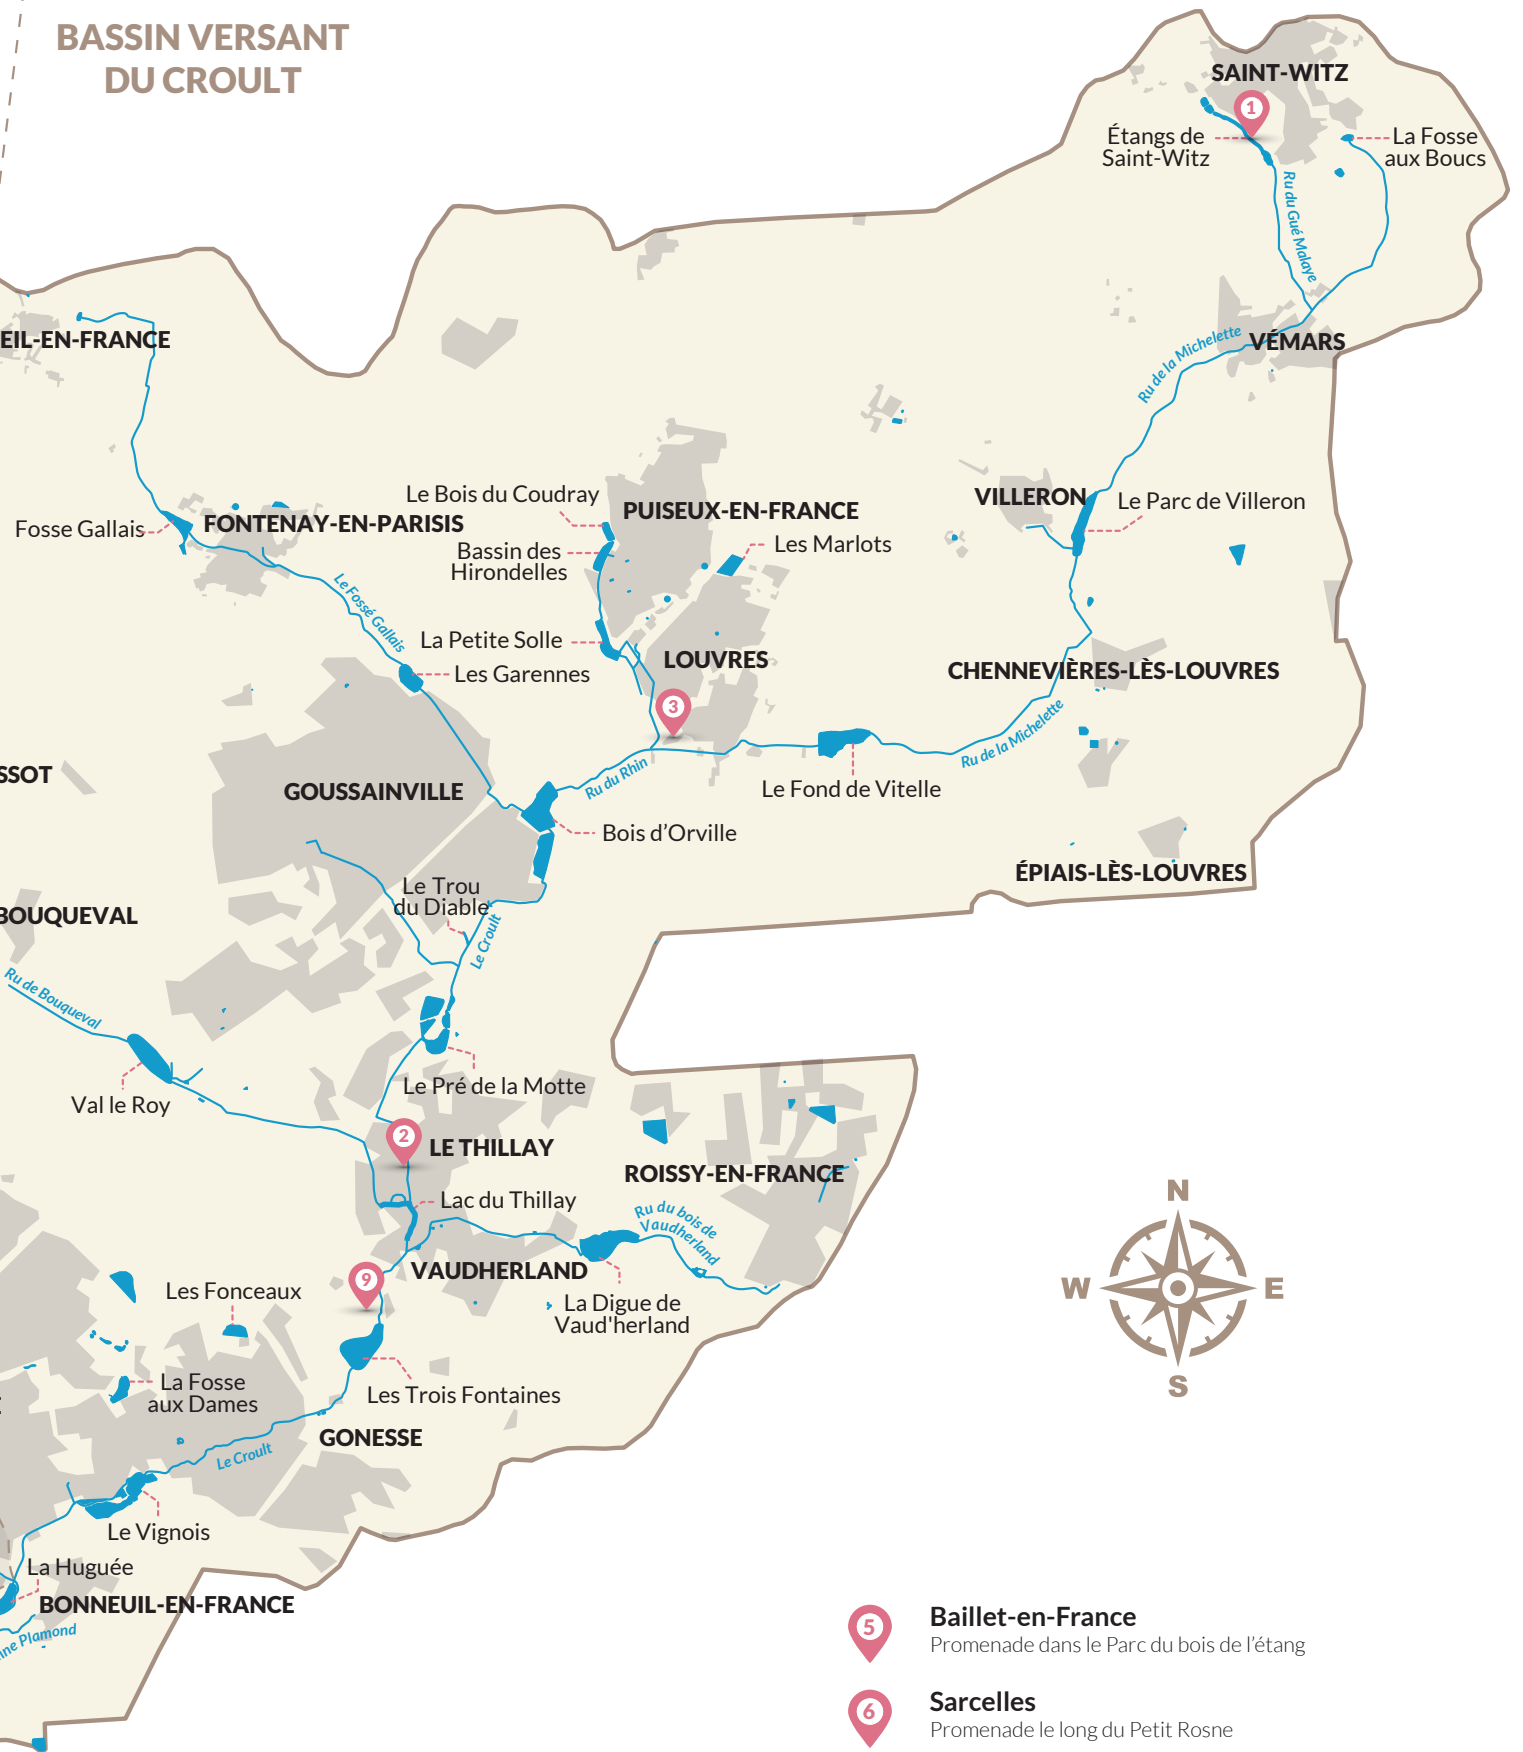 BASSIN VERSANT
DU CROULT
SAINT-WITZ
1
Étangs de
Saint-Witz
La Fosse
aux Boucs
Ru du Gué Malaye
EIL-EN-FRANCE
Ru de la Michelette
VÉMARS
Le Bois du Coudray
PUISEUX-EN-FRANCE
VILLERON
Le Parc de Villeron
Fosse Gallais
FONTENAY-EN-PARISIS
Bassin des
Hirondelles
Les Marlots
Le Fossé Gallais
La Petite Solle
LOUVRES
Les Garennes
CHENNEVIÈRES-LÈS-LOUVRES
3
Ru de la Michelette
SSOT
GOUSSAINVILLE
Ru du Rhin
Le Fond de Vitelle
Bois d’Orville
ÉPIAIS-LÈS-LOUVRES
Le Trou
du Diable
BOUQUEVAL
Le Croult
Ru de Bouqueval
Le Pré de la Motte
Val le Roy
2
LE THILLAY
ROISSY-EN-FRANCE
Lac du Thillay
Ru du bois de
Vaudherland
N
W
E
S
VAUDHERLAND
9
Les Fonceaux
La Digue de
Vaud'herland
La Fosse
aux Dames
Les Trois Fontaines
GONESSE
Le Croult
Le Vignois
La Huguée
BONNEUIL-EN-FRANCE
ne Plamond
5
Baillet-en-France
Promenade dans le Parc du bois de l’étang
6
Sarcelles
Promenade le long du Petit Rosne